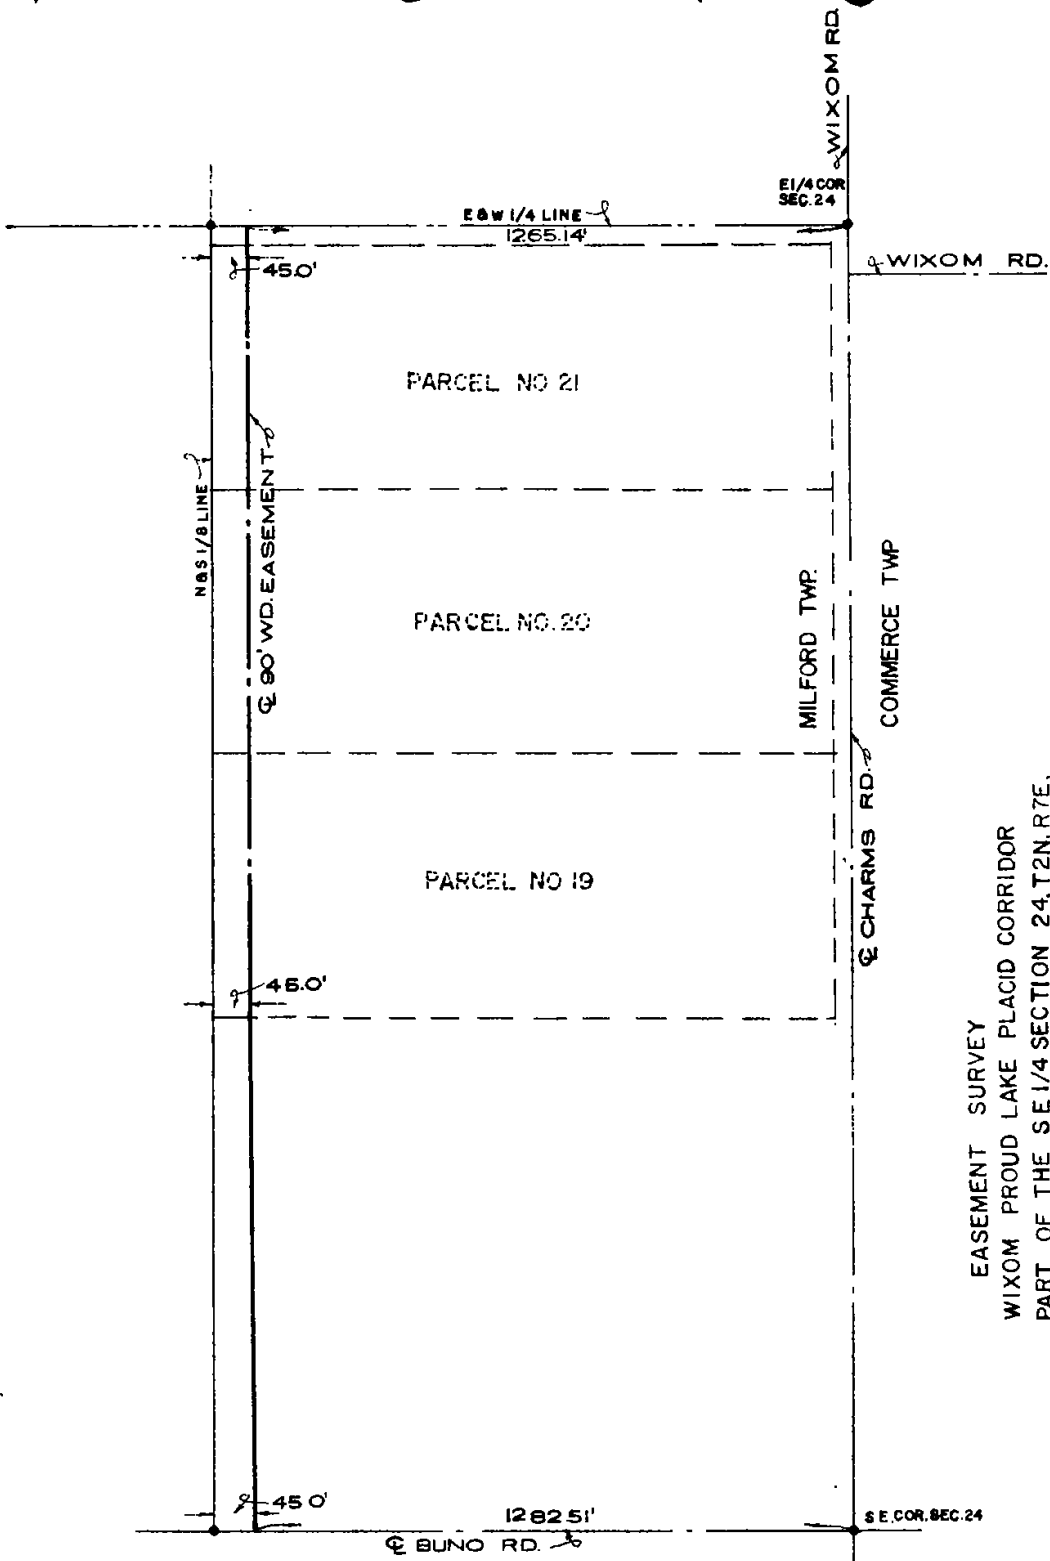 WIXOM RD.
E 1/4 COR
SEC. 24
E&W 1/4 LINE
1265.14'
45.0'
℄ WIXOM RD.
PARCEL NO 21
N&S 1/8 LINE
℄ 90' WD. EASEMENT
PARCEL NO. 20
MILFORD TWP.
COMMERCE TWP
PARCEL NO 19
℄ CHARMS RD.
45.0'
EASEMENT SURVEY
WIXOM PROUD LAKE PLACID CORRIDOR
PART OF THE SE 1/4 SECTION 24, T2N, R7E,
45 0'
1282 51'
S E. COR. SEC. 24
℄ BUNO RD.